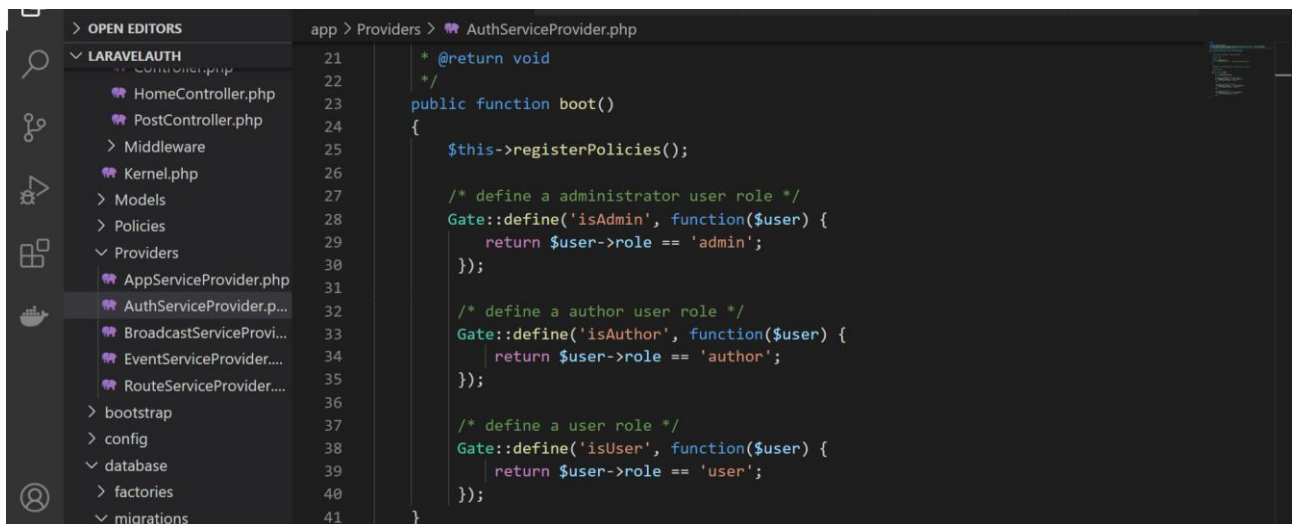 OPEN EDITORS
LARAVELAUTH
Controller.php
HomeController.php
PostController.php
Middleware
Kernel.php
Models
Policies
Providers
AppServiceProvider.php
AuthServiceProvider.p...
BroadcastServiceProvi...
EventServiceProvider....
RouteServiceProvider....
bootstrap
config
database
factories
migrations
app > Providers > AuthServiceProvider.php
21 * @return void
22 */
23 public function boot()
24 {
25 $this->registerPolicies();
26
27 /* define a administrator user role */
28 Gate::define('isAdmin', function($user) {
29 return $user->role == 'admin';
30 });
31
32 /* define a author user role */
33 Gate::define('isAuthor', function($user) {
34 return $user->role == 'author';
35 });
36
37 /* define a user role */
38 Gate::define('isUser', function($user) {
39 return $user->role == 'user';
40 });
41 }